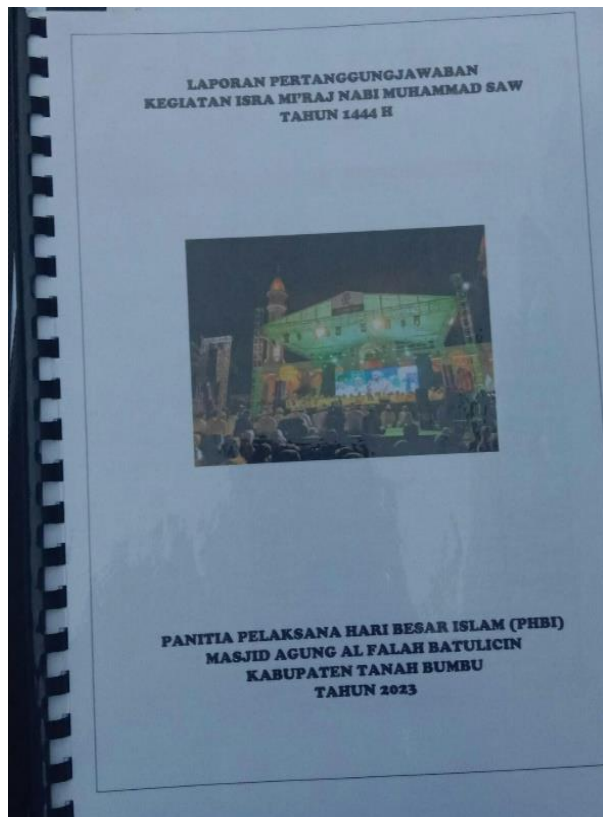 LAPORAN PERTANGGUNGJAWABAN
KEGIATAN ISRA MI'RAJ NABI MUHAMMAD SAW
TAHUN 1444 H
PANITIA PELAKSANA HARI BESAR ISLAM (PHBI)
MASJID AGUNG AL FALAH BATULICIN
KABUPATEN TANAH BUMBU
TAHUN 2023